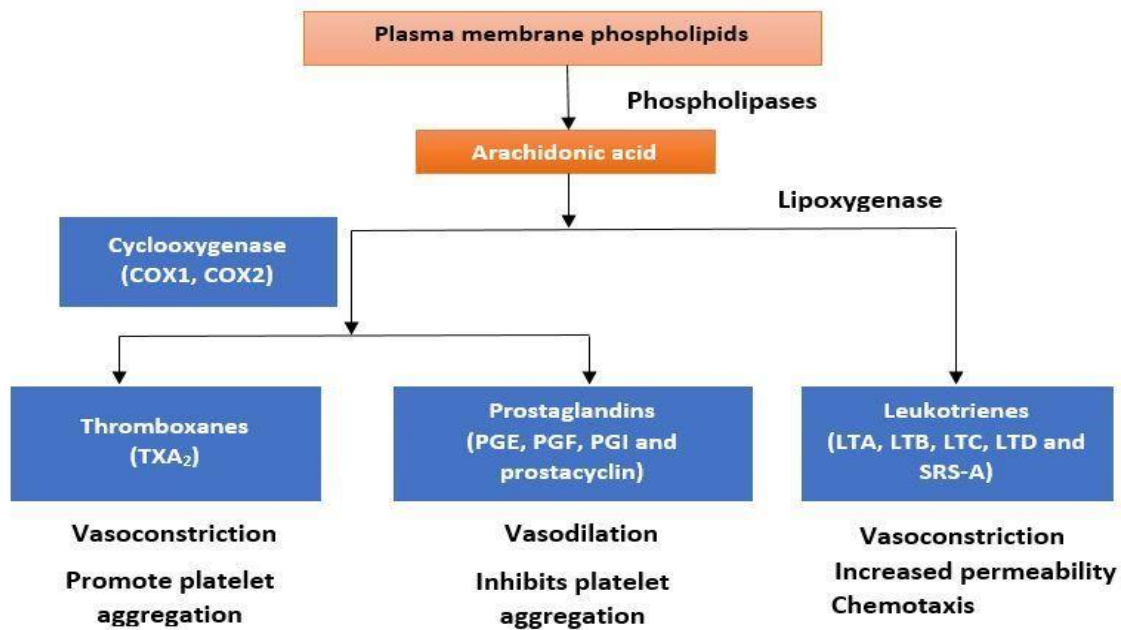 Plasma membrane phospholipids
Phospholipases
Arachidonic acid
Lipoxygenase
Cyclooxygenase
(COX1, COX2)
Thromboxanes
(TXA₂)
Prostaglandins
(PGE, PGF, PGI and
prostacyclin)
Leukotrienes
(LTA, LTB, LTC, LTD and
SRS-A)
Vasoconstriction
Promote platelet
aggregation
Vasodilation
Inhibits platelet
aggregation
Vasoconstriction
Increased permeability
Chemotaxis